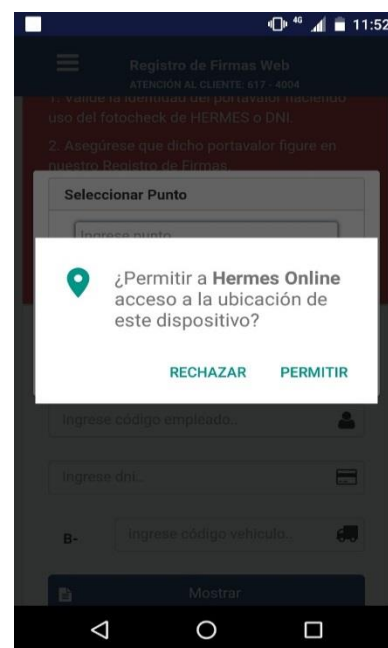 46 11:52
Registro de Firmas Web
ATENCIÓN AL CLIENTE: 617 - 4004
1. Valide la identidad del portavalor haciendo
uso del fotocheck de HERMES o DNI.
2. Asegúrese que dicho portavalor figure en
nuestro Registro de Firmas.
Seleccionar Punto
Ingrese punto
¿Permitir a Hermes Online
acceso a la ubicación de
este dispositivo?
RECHAZAR PERMITIR
Ingrese código empleado..
Ingrese dni..
B- ingrese código vehiculo..
Mostrar